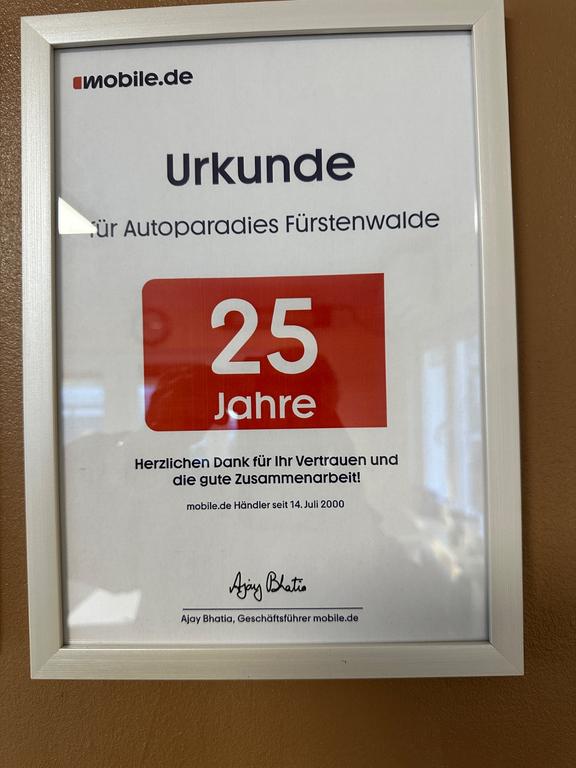 mobile.de
Urkunde
für Autoparadies Fürstenwalde
25
Jahre
Herzlichen Dank für Ihr Vertrauen und
die gute Zusammenarbeit!
mobile.de Händler seit 14. Juli 2000
Ajay Bhatia
Ajay Bhatia, Geschäftsführer mobile.de